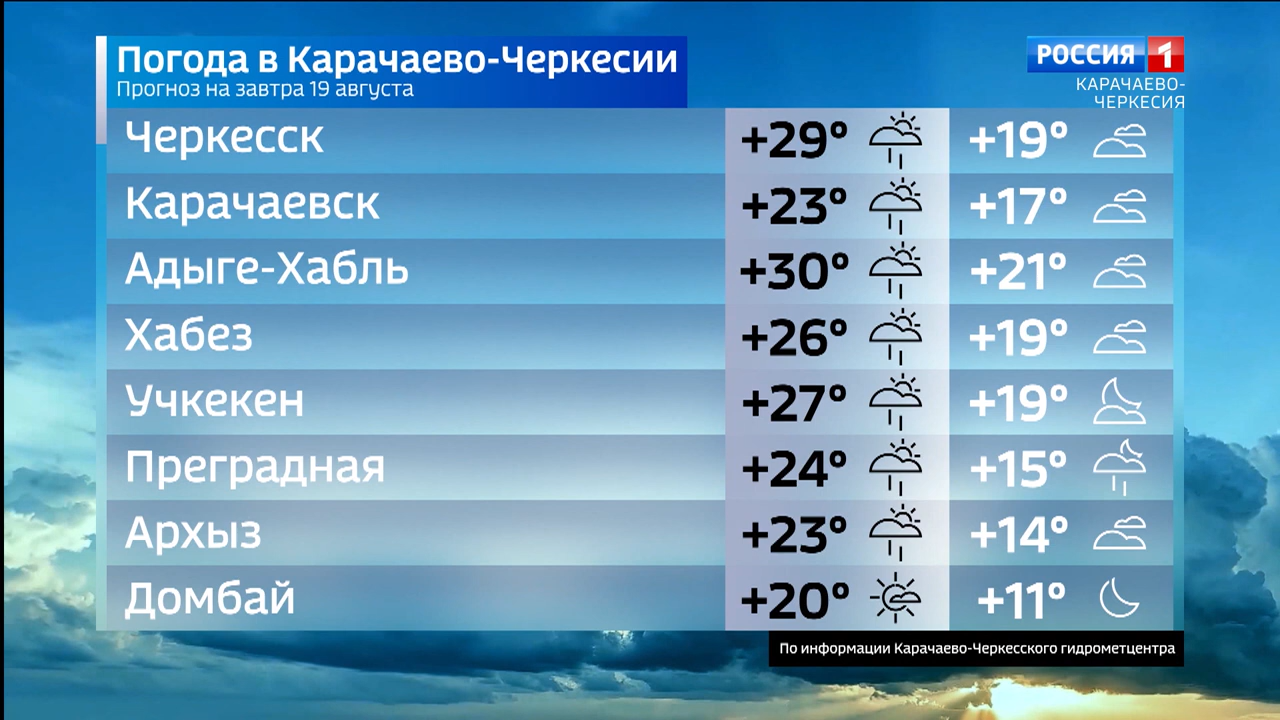 Погода в Карачаево-Черкесии
Прогноз на завтра 19 августа
РОССИЯ 1
КАРАЧАЕВО-
ЧЕРКЕСИЯ
Черкесск +29° +19°
Карачаевск +23° +17°
Адыге-Хабль +30° +21°
Хабез +26° +19°
Учкекен +27° +19°
Преградная +24° +15°
Архыз +23° +14°
Домбай +20° +11°
По информации Карачаево-Черкесского гидрометцентра